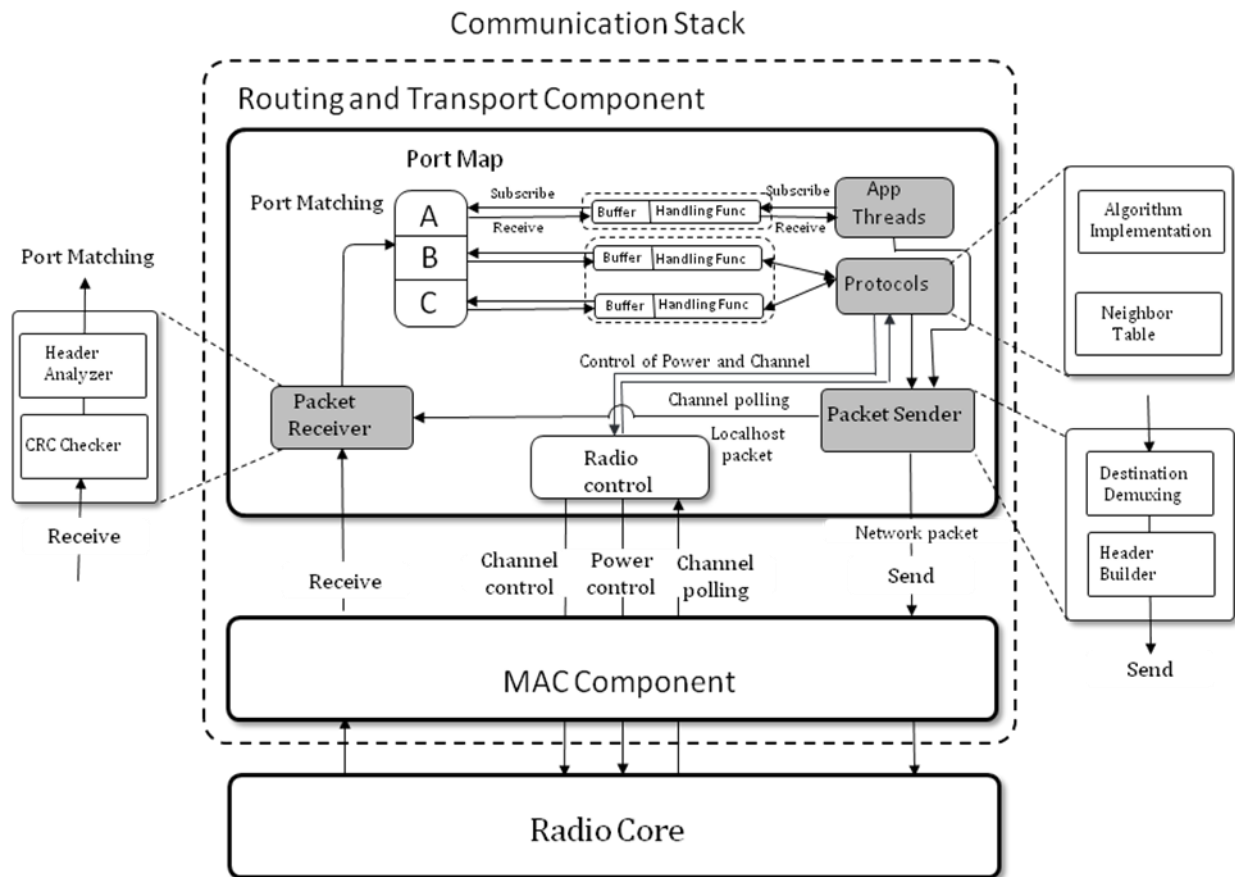 Communication Stack
Routing and Transport Component
Port Map
Port Matching
A
B
C
Subscribe
Receive
Buffer
Handling Func
Subscribe
Receive
App
Threads
Buffer
Handling Func
Buffer
Handling Func
Protocols
Control of Power and Channel
Channel polling
Packet
Receiver
Packet Sender
Localhost
packet
Radio
control
Network packet
Receive
Channel
control
Power
control
Channel
polling
Send
MAC Component
Radio Core
Port Matching
Header
Analyzer
CRC Checker
Receive
Algorithm
Implementation
Neighbor
Table
Destination
Demuxing
Header
Builder
Send